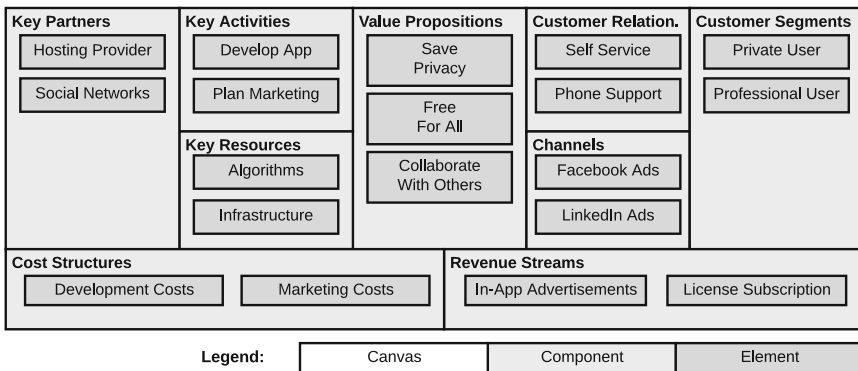 Key Partners
Hosting Provider
Social Networks
Key Activities
Develop App
Plan Marketing
Key Resources
Algorithms
Infrastructure
Value Propositions
Save
Privacy
Free
For All
Collaborate
With Others
Customer Relation.
Self Service
Phone Support
Channels
Facebook Ads
LinkedIn Ads
Customer Segments
Private User
Professional User
Cost Structures
Development Costs
Marketing Costs
Revenue Streams
In-App Advertisements
License Subscription
Legend:
Canvas
Component
Element